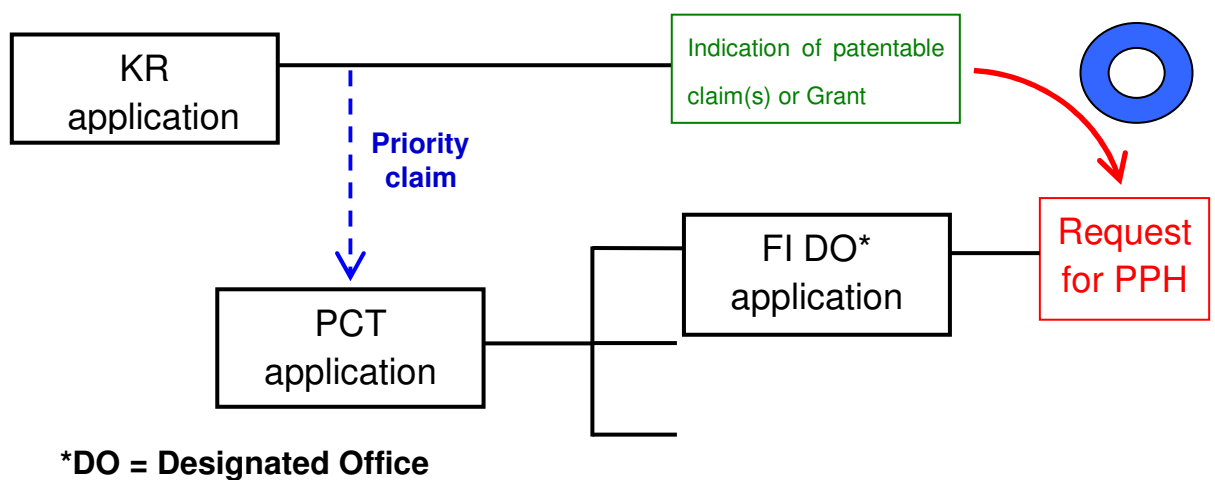 KR
application
Indication of patentable
claim(s) or Grant
Priority
claim
FI DO*
application
Request
for PPH
PCT
application
*DO = Designated Office